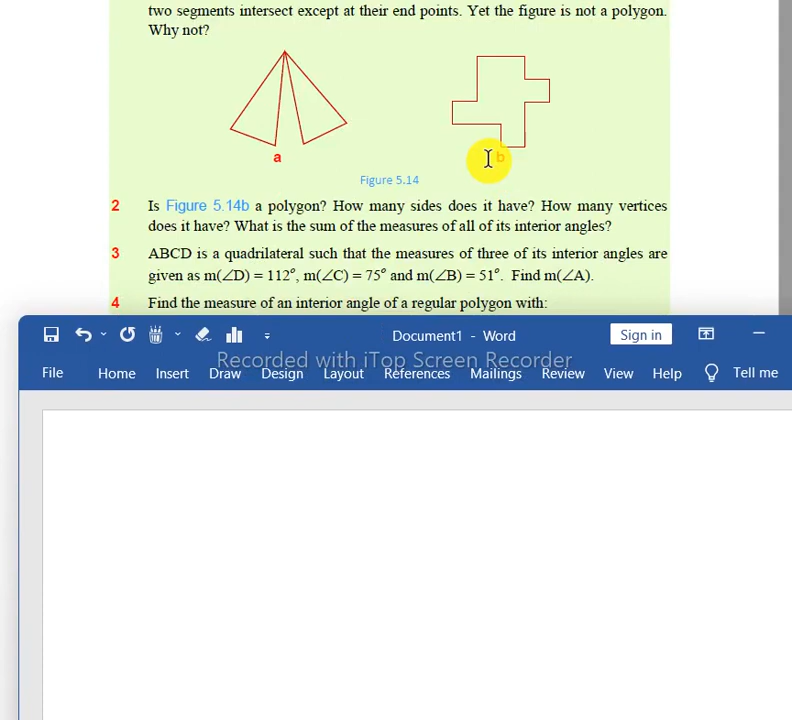 two segments intersect except at their end points. Yet the figure is not a polygon.
Why not?
a
b
Figure 5.14
2 Is Figure 5.14b a polygon? How many sides does it have? How many vertices
does it have? What is the sum of the measures of all of its interior angles?
3 ABCD is a quadrilateral such that the measures of three of its interior angles are
given as m(∠D) = 112°, m(∠C) = 75° and m(∠B) = 51°. Find m(∠A).
4 Find the measure of an interior angle of a regular polygon with:
Document1 - Word
Sign in
Recorded with iTop Screen Recorder
File Home Insert Draw Design Layout References Mailings Review View Help Tell me